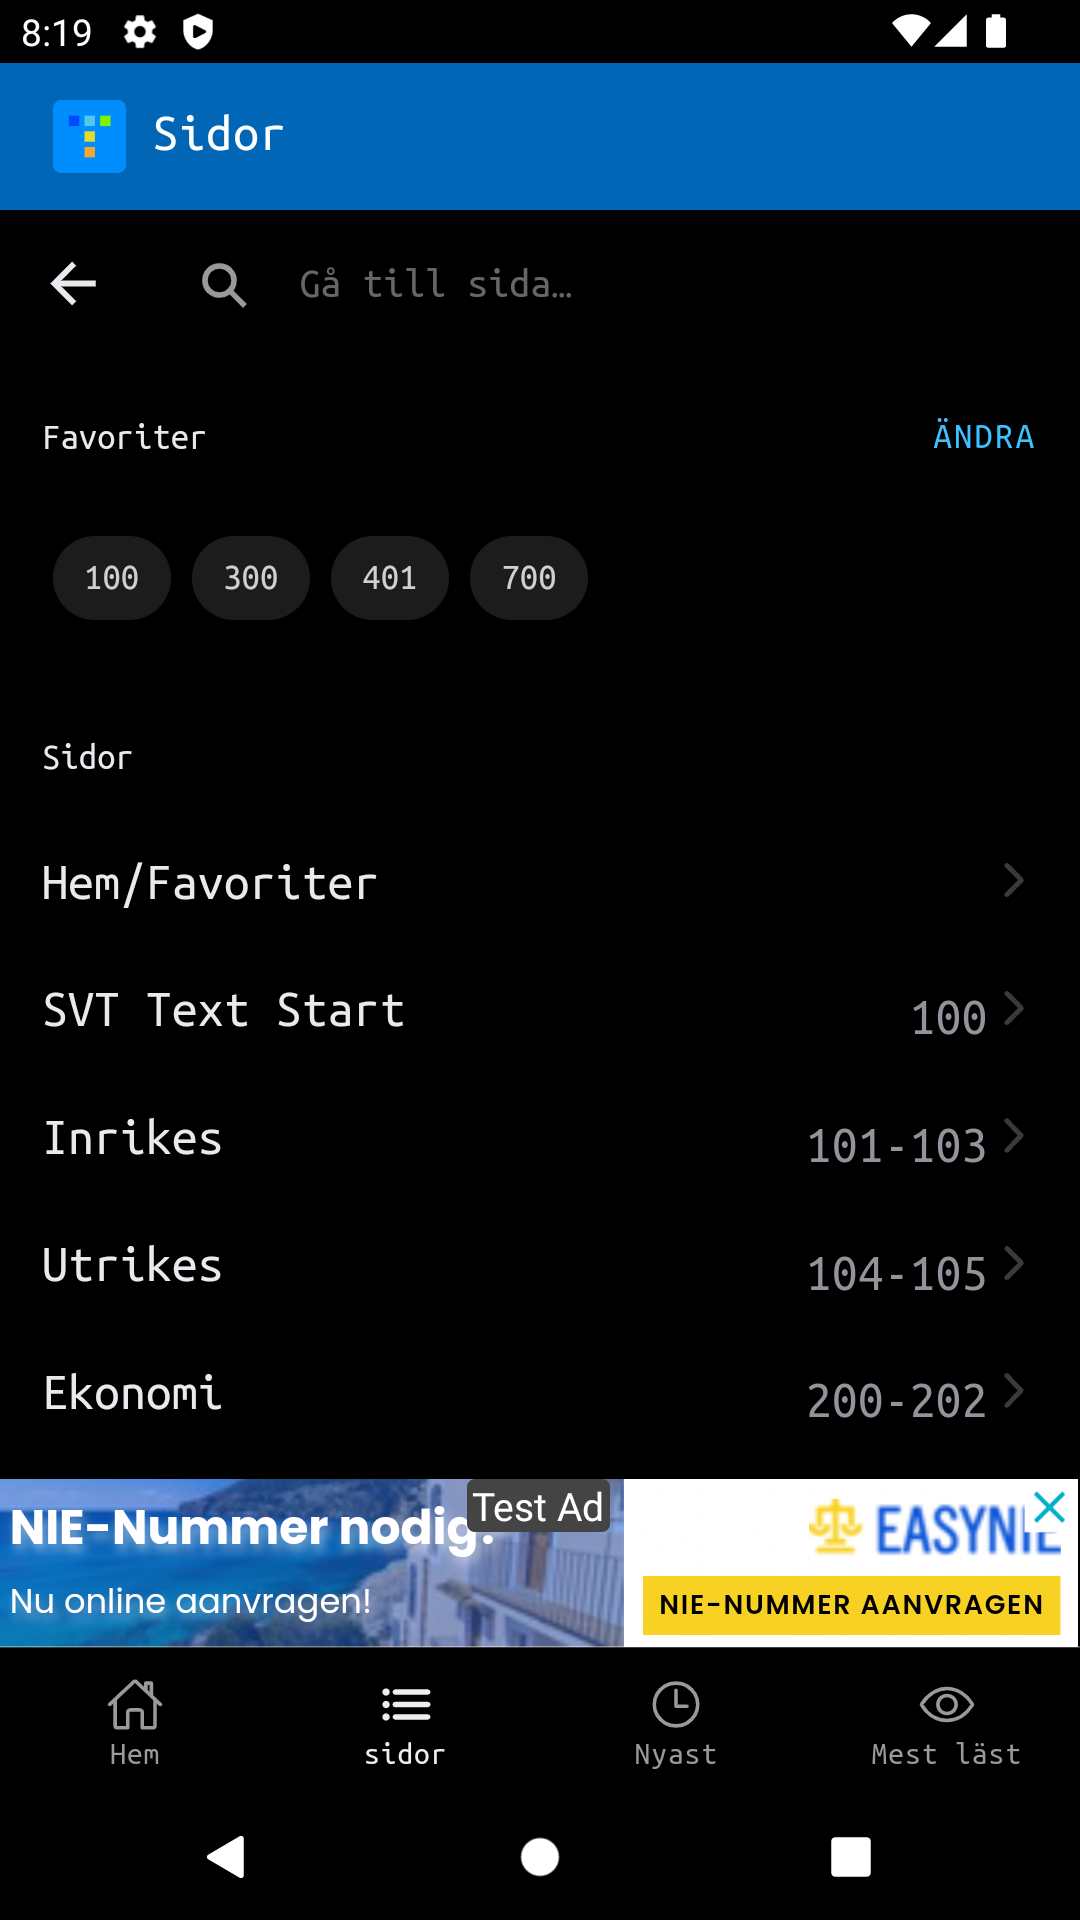 8:19
Sidor
Gå till sida…
Favoriter
ÄNDRA
100
300
401
700
Sidor
Hem/Favoriter
SVT Text Start
100
Inrikes
101-103
Utrikes
104-105
Ekonomi
200-202
NIE-Nummer nodig?
Test Ad
Nu online aanvragen!
EASYNIE
NIE-NUMMER AANVRAGEN
Hem
sidor
Nyast
Mest läst